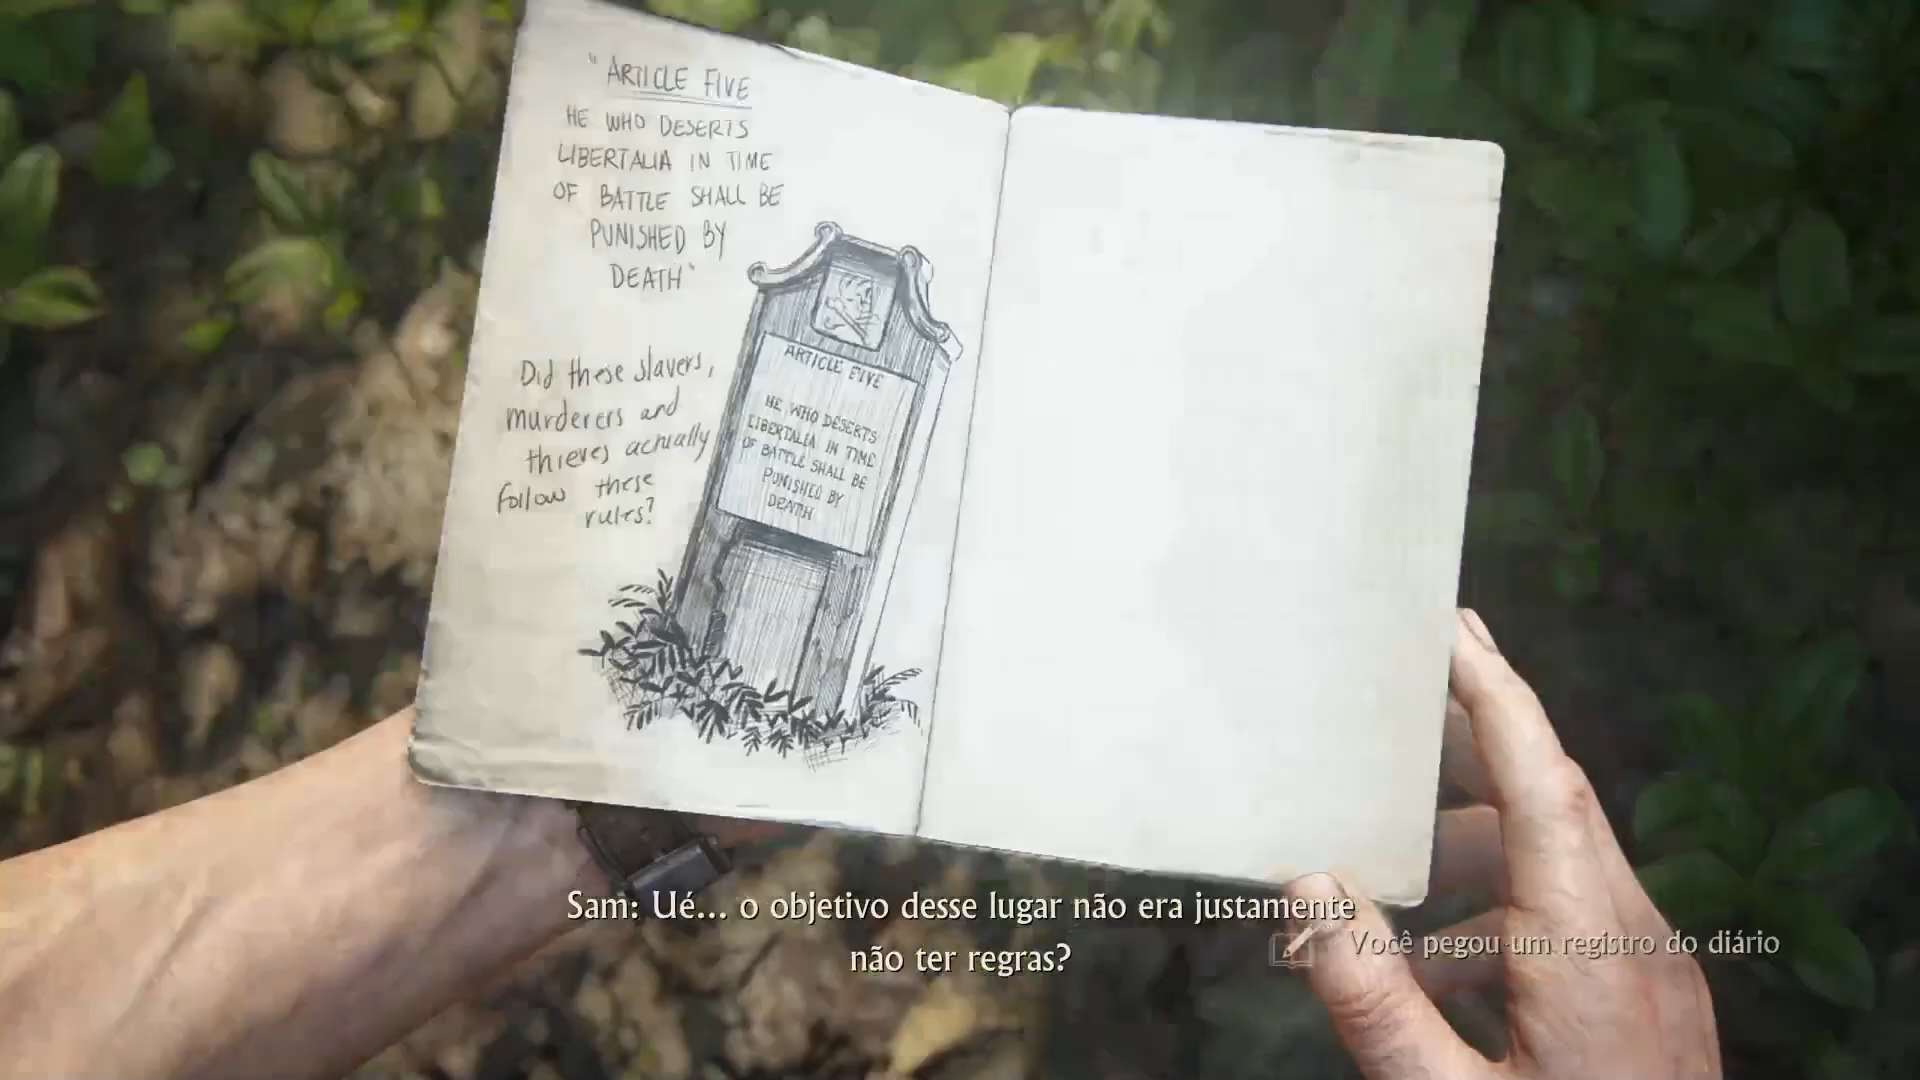 "ARTICLE FIVE
HE WHO DESERTS
LIBERTALIA IN TIME
OF BATTLE SHALL BE
PUNISHED BY
DEATH"
Did these slavers,
murderers and
thieves actually
follow these
rules?
ARTICLE FIVE
HE WHO DESERTS
LIBERTALIA IN TIME
OF BATTLE SHALL BE
PUNISHED BY
DEATH
Sam: Ué... o objetivo desse lugar não era justamente
não ter regras?
Você pegou um registro do diário